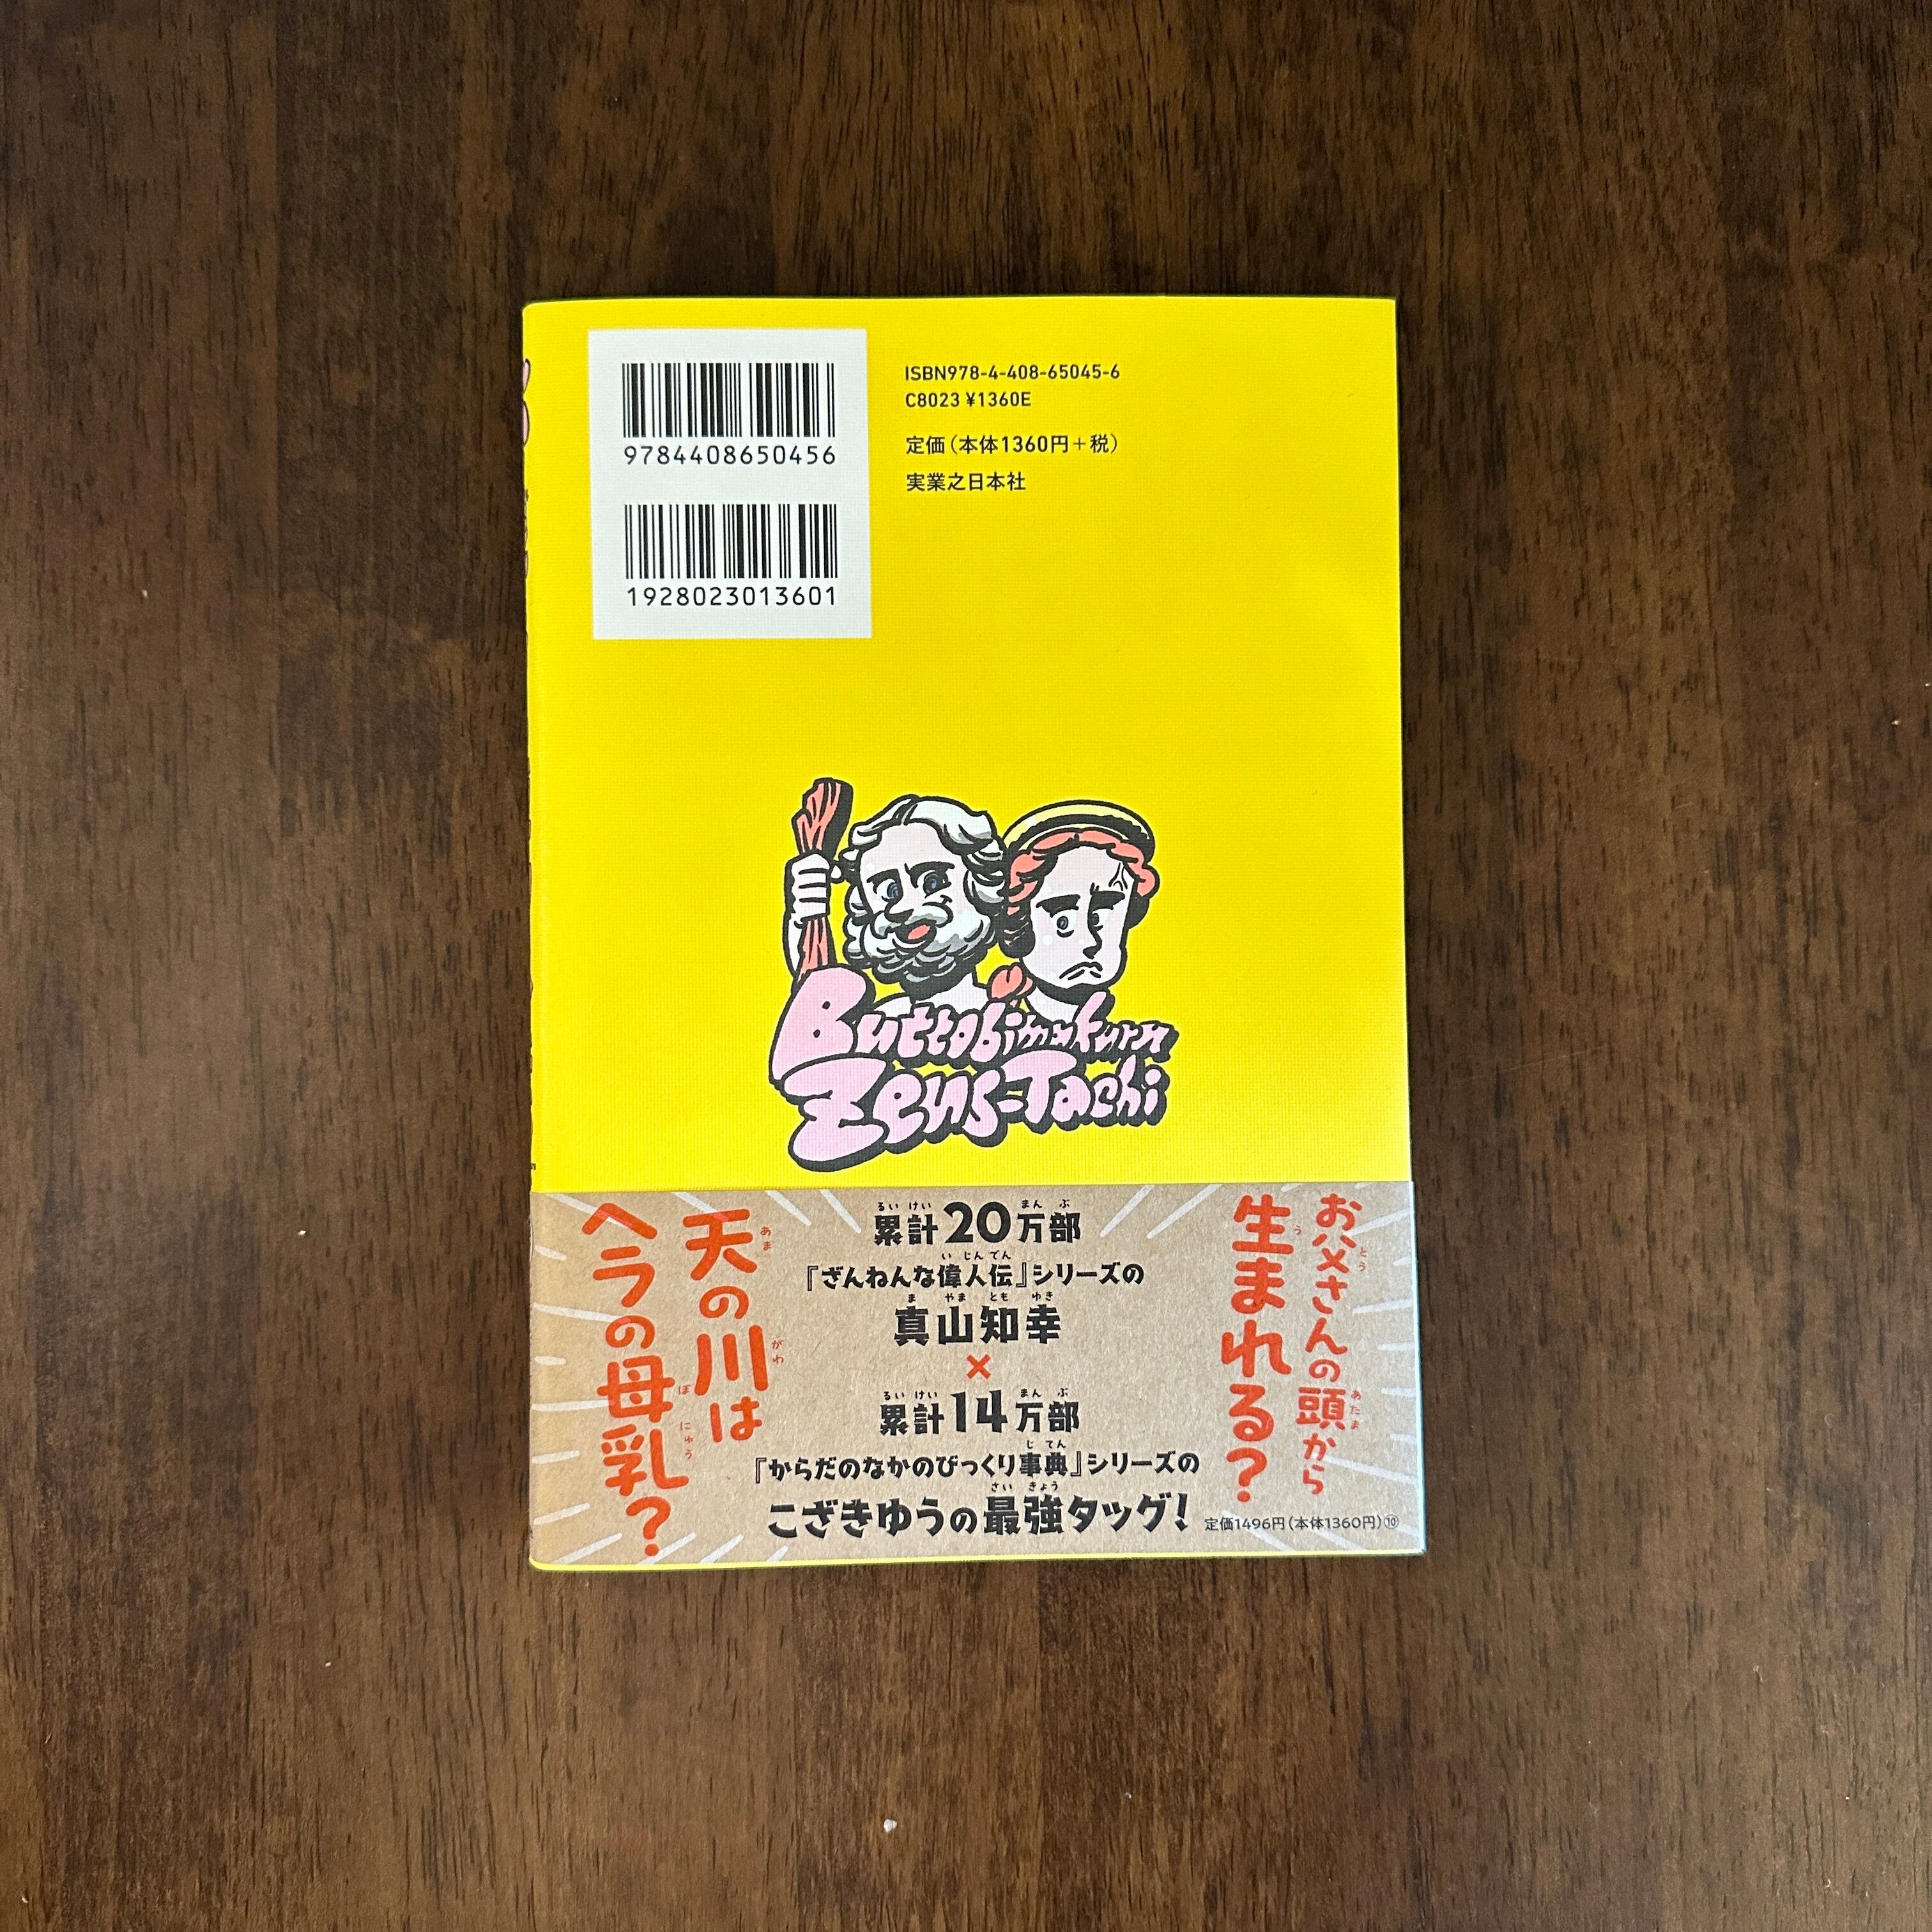 9784408650456
1928023013601
ISBN978-4-408-65045-6
C8023 ¥1360E
定価（本体1360円＋税）
実業之日本社
Buttobimakuru
Zeus-Tachi
お父さんの頭から
生まれる？
累計20万部
『ざんねんな偉人伝』シリーズの
真山知幸
×
累計14万部
『からだのなかのびっくり事典』シリーズの
こざきゆうの最強タッグ！
天の川は
ヘラの母乳？
定価1496円（本体1360円）⑩